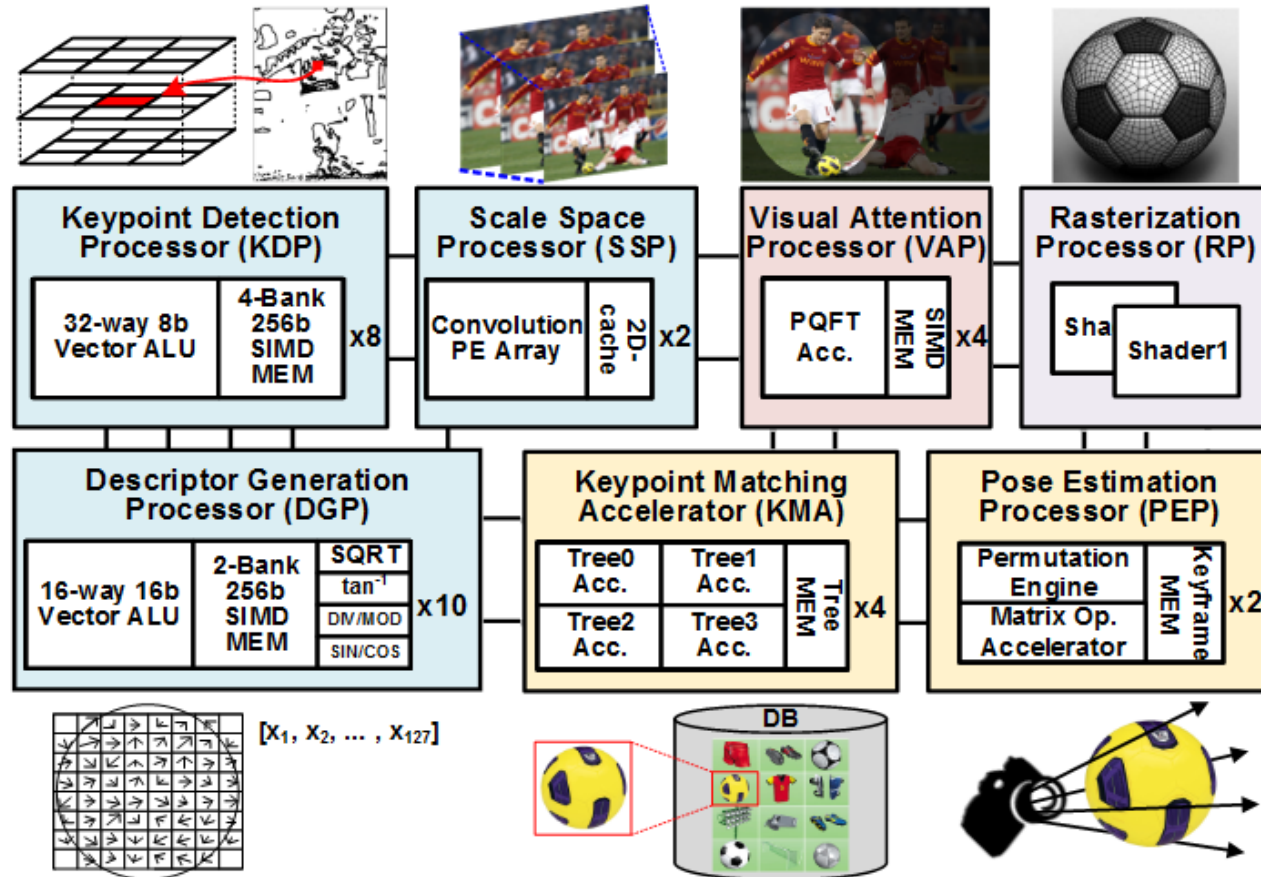 Keypoint Detection
Processor (KDP)
32-way 8b
Vector ALU
4-Bank
256b
SIMD
MEM
x8
Scale Space
Processor (SSP)
Convolution
PE Array
2D-
cache
x2
Visual Attention
Processor (VAP)
PQFT
Acc.
SIMD
MEM
x4
Rasterization
Processor (RP)
Sha
Shader1
Descriptor Generation
Processor (DGP)
16-way 16b
Vector ALU
2-Bank
256b
SIMD
MEM
SQRT
tan⁻¹
DIV/MOD
SIN/COS
x10
Keypoint Matching
Accelerator (KMA)
Tree0
Acc.
Tree1
Acc.
Tree2
Acc.
Tree3
Acc.
Tree
MEM
x4
Pose Estimation
Processor (PEP)
Permutation
Engine
Matrix Op.
Accelerator
Keyframe
MEM
x2
[x₁, x₂, ... , x₁₂₇]
DB